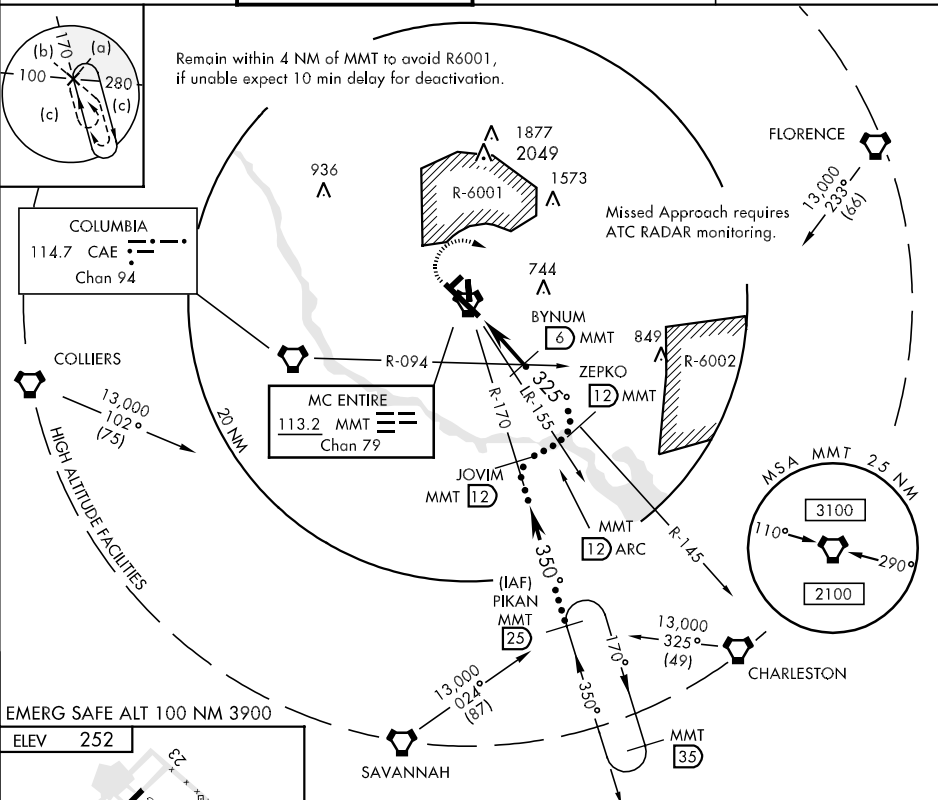 170
(a)
(b)
100
280
(c)
(c)
Remain within 4 NM of MMT to avoid R6001,
if unable expect 10 min delay for deactivation.
FLORENCE
13,000
233°
(66)
1877
2049
936
1573
R-6001
Missed Approach requires
ATC RADAR monitoring.
COLUMBIA
114.7 CAE
Chan 94
744
BYNUM
6 MMT
849
R-6002
COLLIERS
R-094
ZEPKO
12 MMT
325°
13,000
102°
(75)
MC ENTIRE
113.2 MMT
Chan 79
R-170
LR-155
20 NM
HIGH ALTITUDE FACILITIES
JOVIM
MMT 12
MSA MMT 25 NM
3100
110°
290°
2100
MMT
12 ARC
R-145
350°
(IAF)
PIKAN
MMT
25
13,000
325°
(49)
CHARLESTON
170°
350°
13,000
024°
(87)
EMERG SAFE ALT 100 NM 3900
ELEV 252
MMT
35
SAVANNAH
23